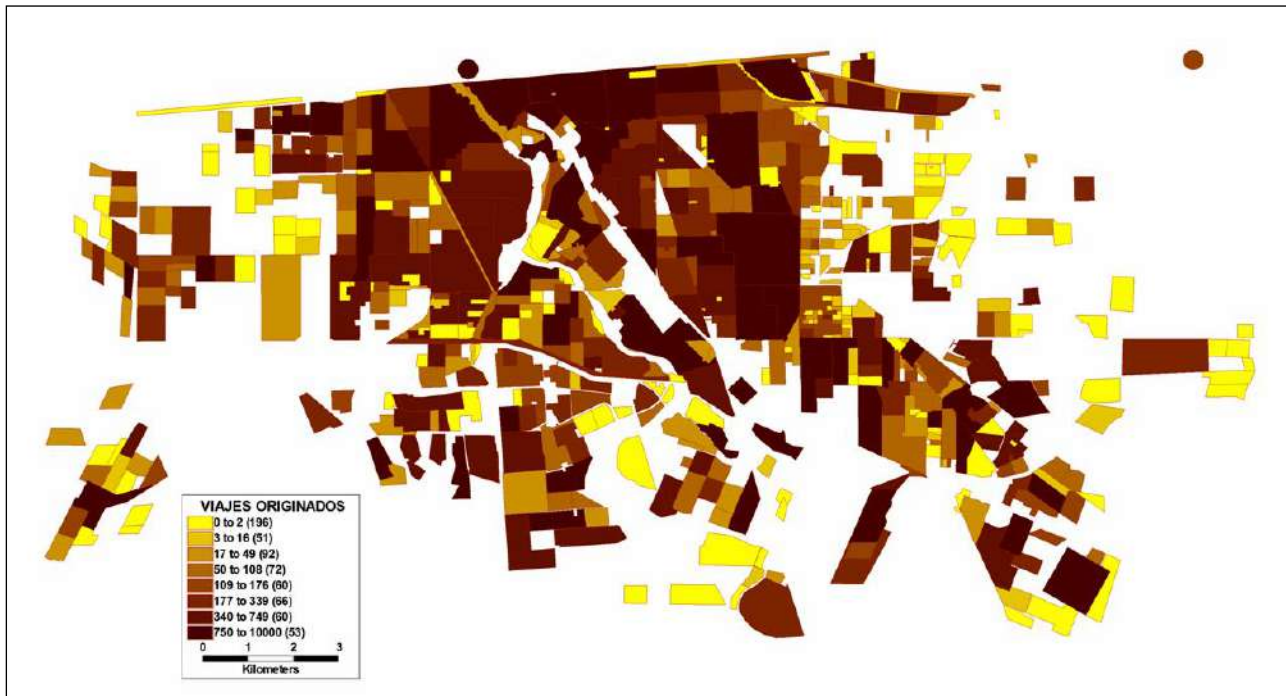 VIAJES ORIGINADOS
0 to 2 (196)
3 to 16 (51)
17 to 49 (92)
50 to 108 (72)
109 to 176 (60)
177 to 339 (66)
340 to 749 (60)
750 to 10000 (53)
0 1 2 3
Kilometers